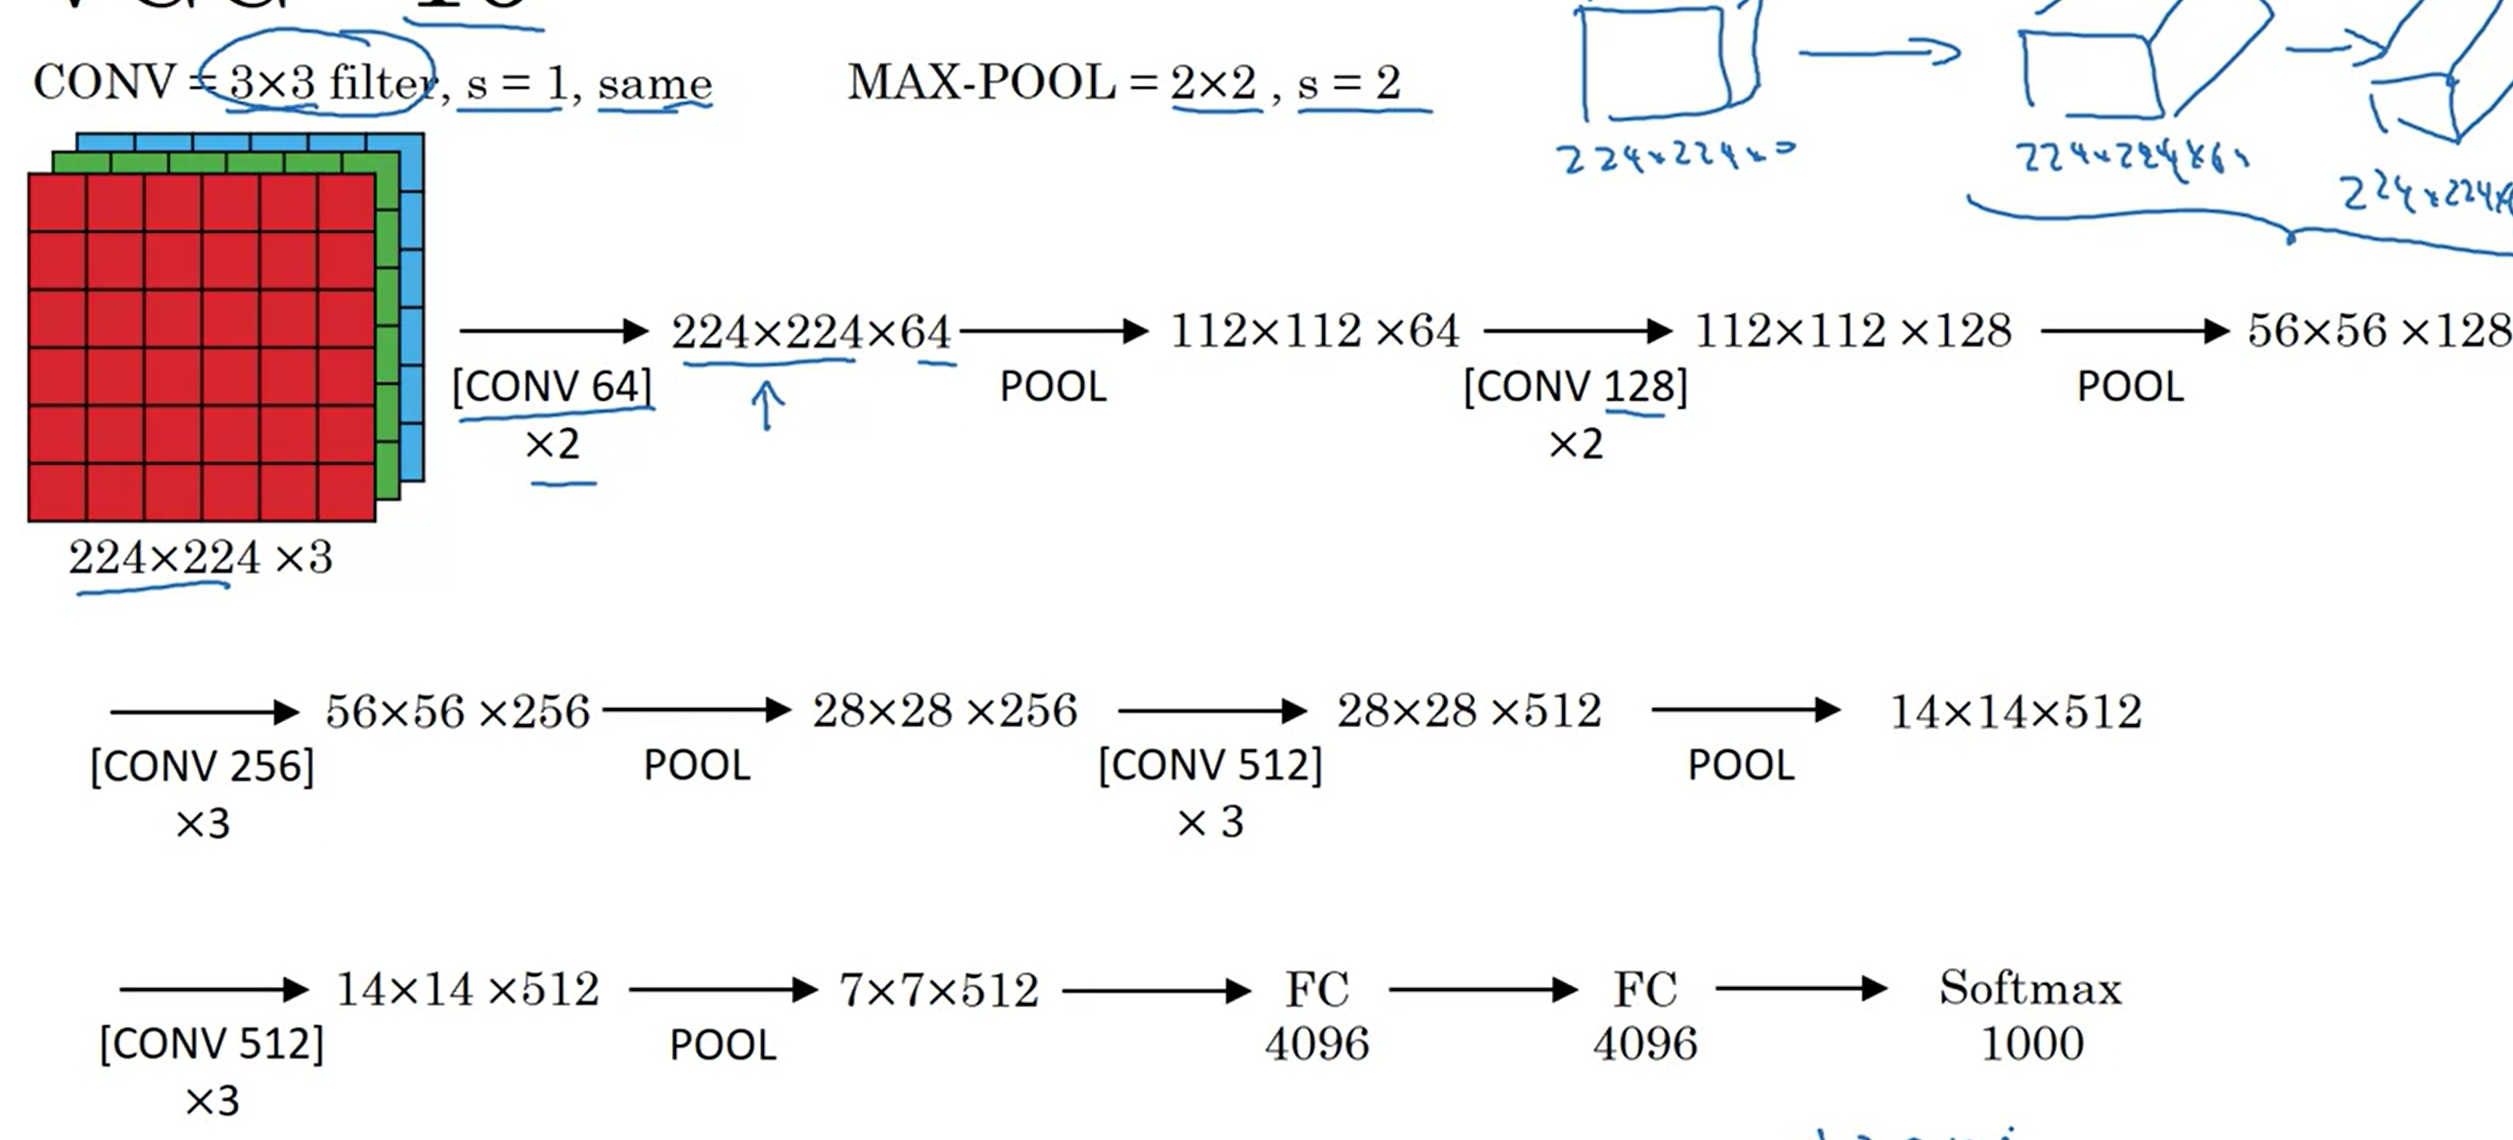 CONV = 3×3 filter, s = 1, same
MAX-POOL = 2×2 , s = 2
224×224
224×224×6
224×224×
224×224 ×3
[CONV 64]
×2
224×224×64
POOL
112×112 ×64
[CONV 128]
×2
112×112 ×128
POOL
56×56 ×128
[CONV 256]
×3
56×56 ×256
POOL
28×28 ×256
[CONV 512]
× 3
28×28 ×512
POOL
14×14×512
[CONV 512]
×3
14×14 ×512
POOL
7×7×512
FC
4096
FC
4096
Softmax
1000